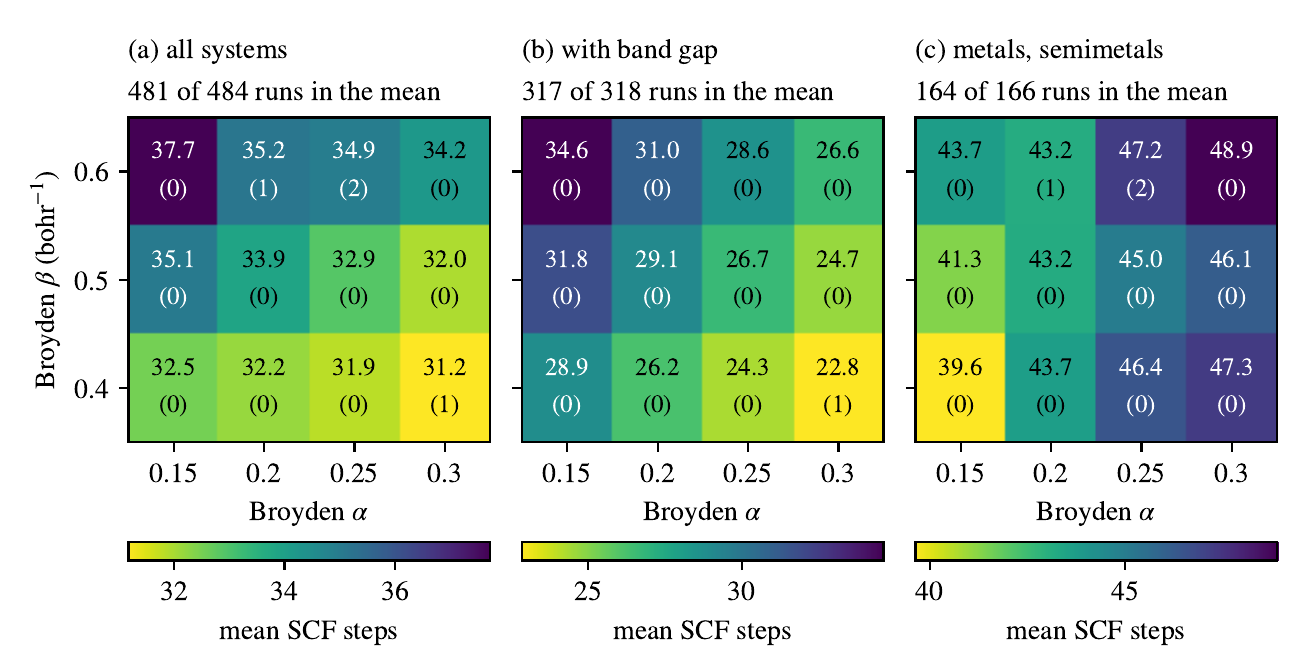 (a) all systems
481 of 484 runs in the mean
(b) with band gap
317 of 318 runs in the mean
(c) metals, semimetals
164 of 166 runs in the mean
Broyden β (bohr⁻¹)
0.6
37.7 35.2 34.9 34.2
(0) (1) (2) (0)
0.5
35.1 33.9 32.9 32.0
(0) (0) (0) (0)
0.4
32.5 32.2 31.9 31.2
(0) (0) (0) (1)
0.15 0.2 0.25 0.3
Broyden α
32 34 36
mean SCF steps
34.6 31.0 28.6 26.6
(0) (0) (0) (0)
31.8 29.1 26.7 24.7
(0) (0) (0) (0)
28.9 26.2 24.3 22.8
(0) (0) (0) (1)
0.15 0.2 0.25 0.3
Broyden α
25 30
mean SCF steps
43.7 43.2 47.2 48.9
(0) (1) (2) (0)
41.3 43.2 45.0 46.1
(0) (0) (0) (0)
39.6 43.7 46.4 47.3
(0) (0) (0) (0)
0.15 0.2 0.25 0.3
Broyden α
40 45
mean SCF steps